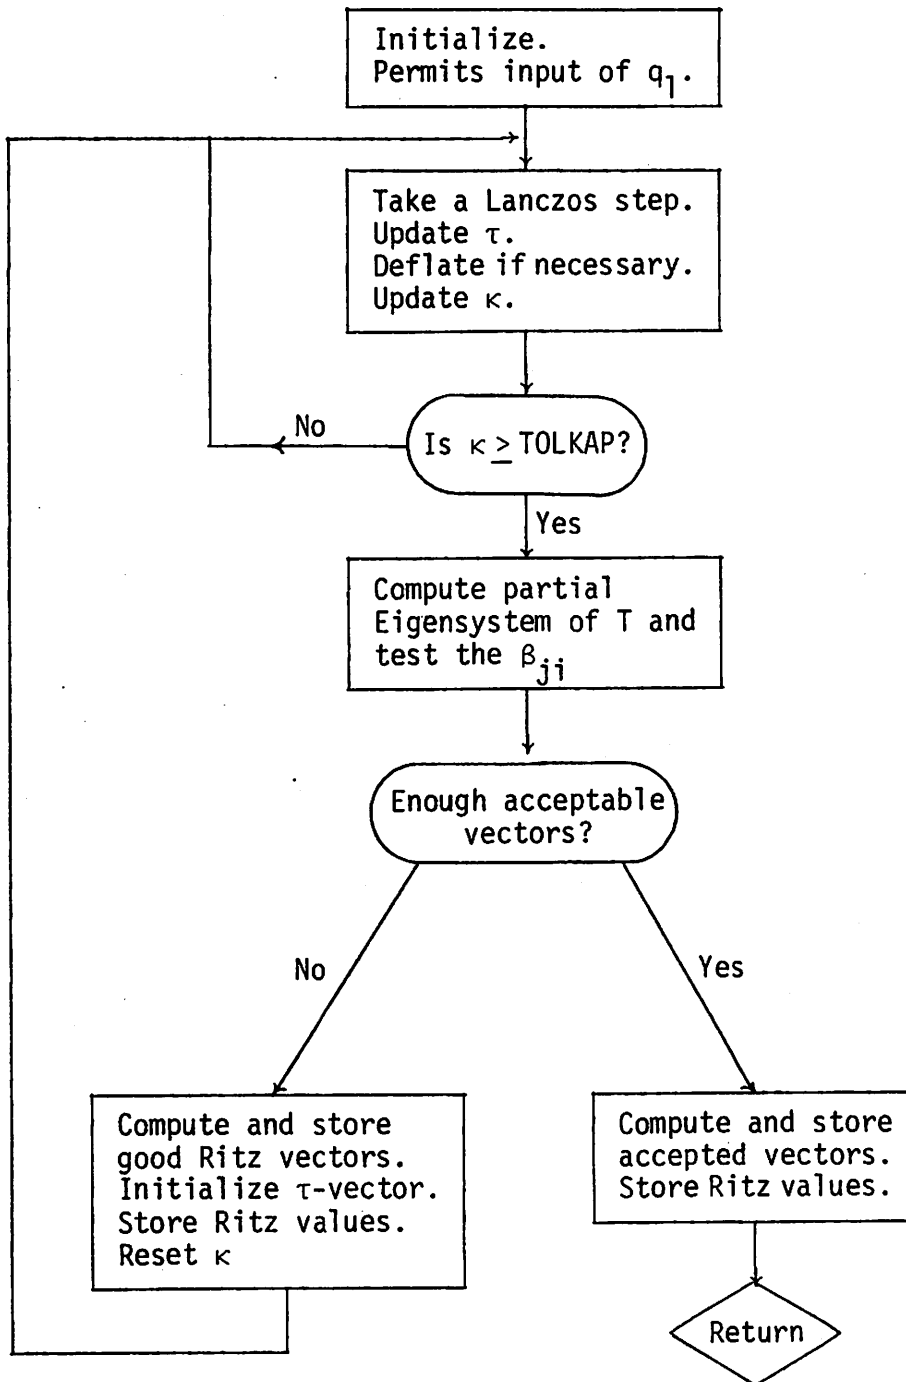 Initialize.
Permits input of q₁.
Take a Lanczos step.
Update τ.
Deflate if necessary.
Update κ.
Is κ ≥ TOLKAP?
No
Yes
Compute partial
Eigensystem of T and
test the βⱼᵢ
Enough acceptable
vectors?
No
Yes
Compute and store
good Ritz vectors.
Initialize τ-vector.
Store Ritz values.
Reset κ
Compute and store
accepted vectors.
Store Ritz values.
Return